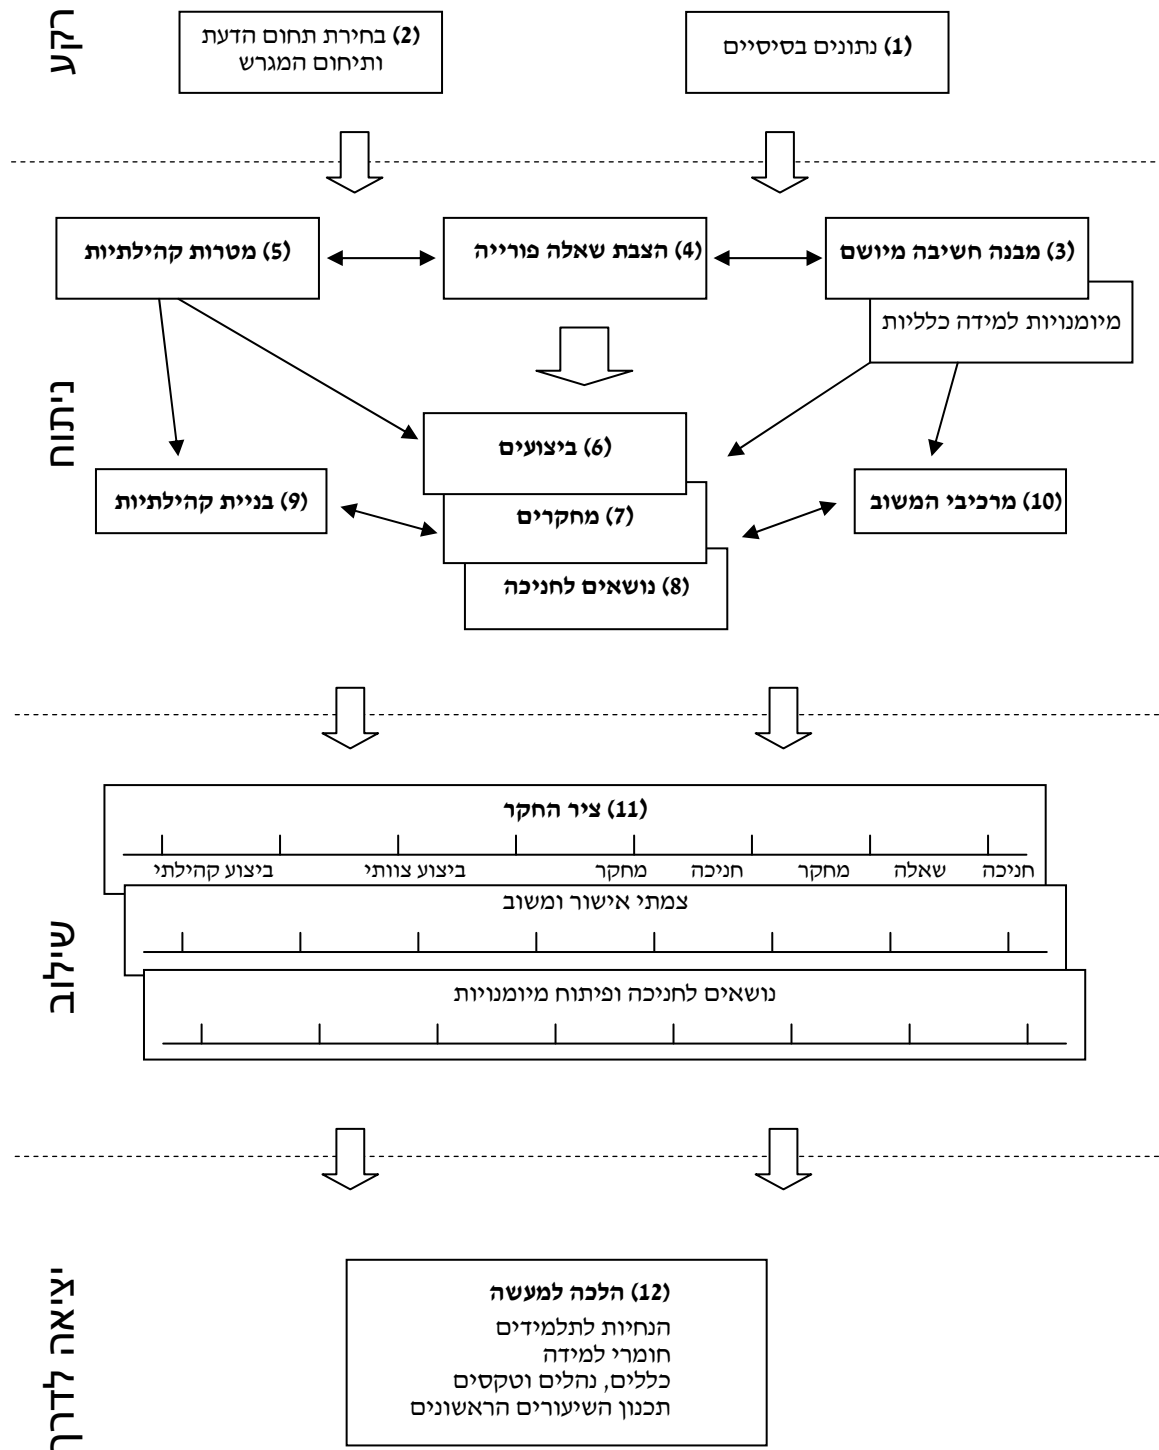 רקע
(1) נתונים בסיסיים
(2) בחירת תחום הדעת
ותיחום המגרש
ניתוח
(3) מבנה חשיבה מיושם
מיומנויות למידה כלליות
(4) הצבת שאלה פורייה
(5) מטרות קהילתיות
(6) ביצועים
(7) מחקרים
(8) נושאים לחניכה
(10) מרכיבי המשוב
(9) בניית קהילתיות
שילוב
(11) ציר החקר
חניכה שאלה מחקר חניכה מחקר ביצוע צוותי ביצוע קהילתי
צמתי אישור ומשוב
נושאים לחניכה ופיתוח מיומנויות
יציאה לדרך
(12) הלכה למעשה
הנחיות לתלמידים
חומרי למידה
כללים, נהלים וטקסים
תכנון השיעורים הראשונים